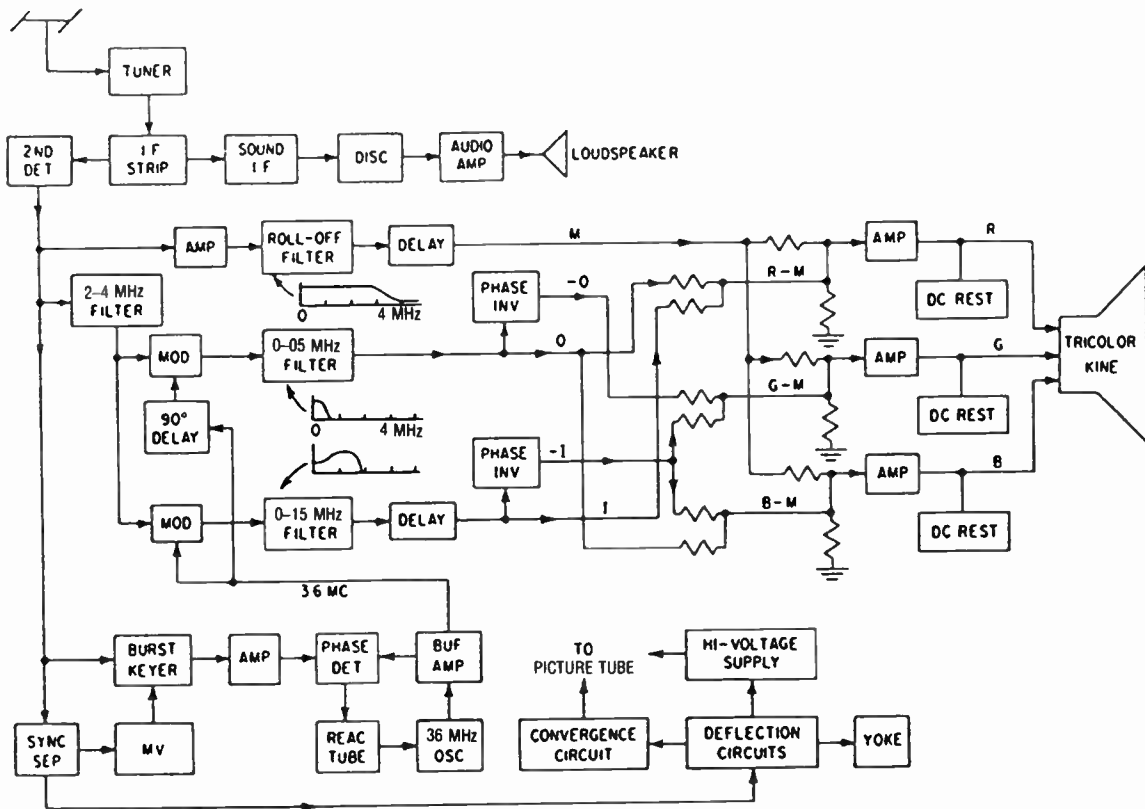 TUNER
2ND DET
IF STRIP
SOUND IF
DISC
AUDIO AMP
LOUDSPEAKER
AMP
ROLL-OFF FILTER
DELAY
M
AMP
R
R-M
DC REST
2-4 MHz FILTER
0
4 MHz
PHASE INV
-Q
MOD
0-05 MHz FILTER
Q
AMP
G
TRICOLOR KINE
G-M
90° DELAY
0
4 MHz
DC REST
PHASE INV
-I
AMP
B
MOD
0-15 MHz FILTER
DELAY
I
B-M
DC REST
3.6 MC
BURST KEYER
AMP
PHASE DET
BUF AMP
TO PICTURE TUBE
HI-VOLTAGE SUPPLY
SYNC SEP
MV
REAC TUBE
36 MHz OSC
CONVERGENCE CIRCUIT
DEFLECTION CIRCUITS
YOKE